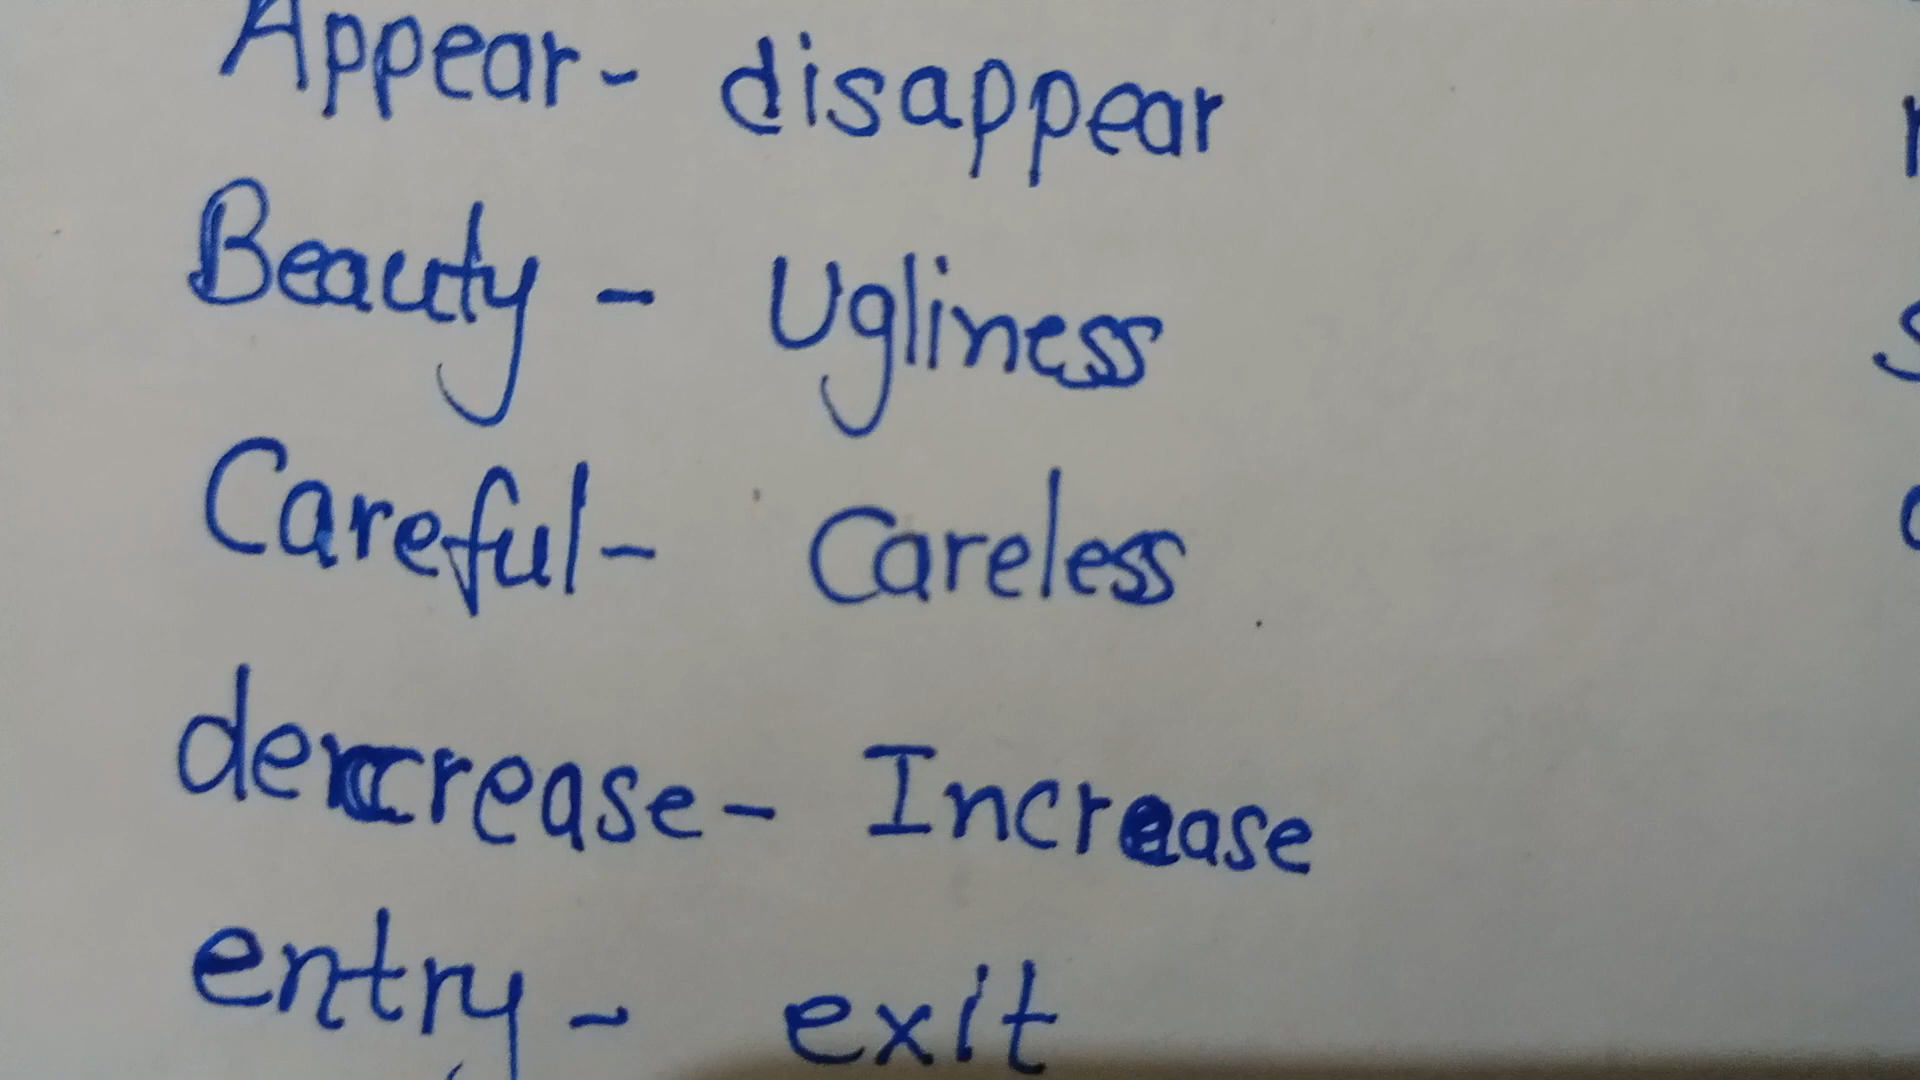 Appear - disappear
Beauty - Ugliness
Careful - Careless
decrease - Increase
entry - exit